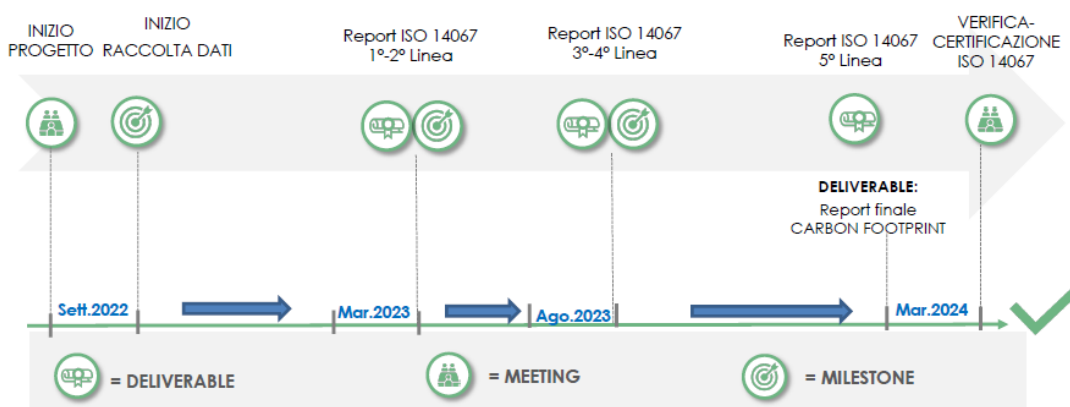 INIZIO
PROGETTO
INIZIO
RACCOLTA DATI
Report ISO 14067
1°-2° Linea
Report ISO 14067
3°-4° Linea
Report ISO 14067
5° Linea
VERIFICA-
CERTIFICAZIONE
ISO 14067
DELIVERABLE:
Report finale
CARBON FOOTPRINT
Sett.2022
Mar.2023
Ago.2023
Mar.2024
= DELIVERABLE
= MEETING
= MILESTONE